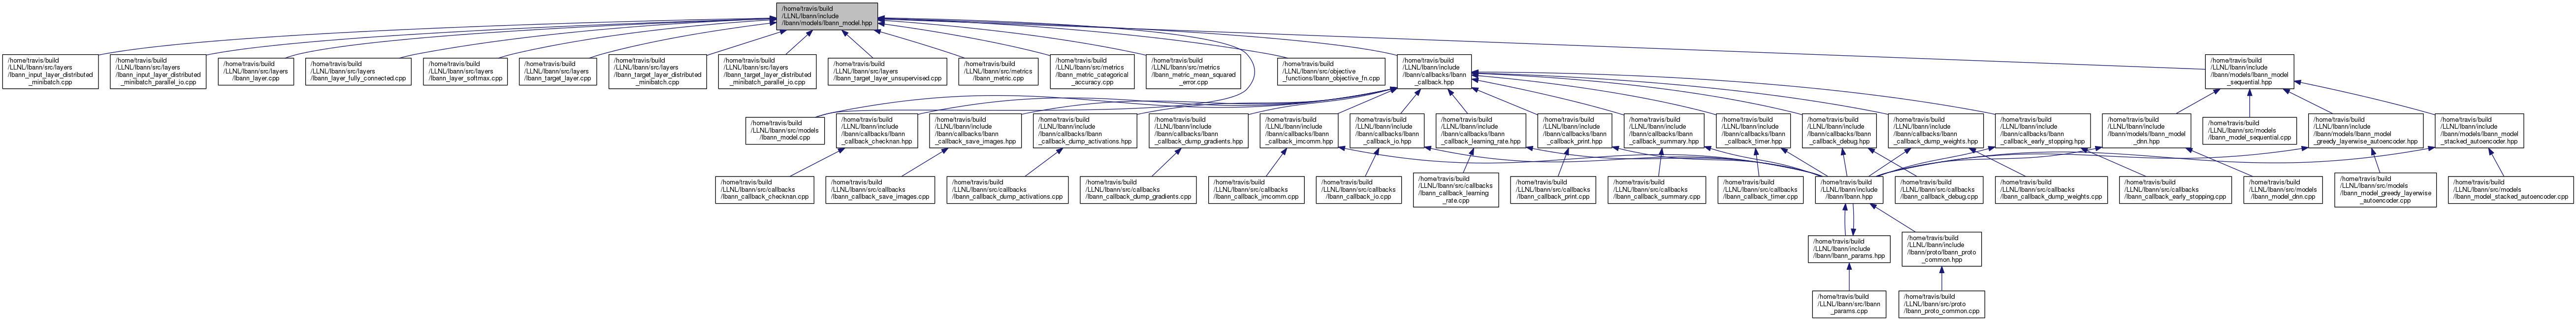 /home/travis/build
/LLNL/lbann/include
/lbann/models/lbann_model.hpp
/home/travis/build
/LLNL/lbann/src/layers
/lbann_input_layer_distributed
_minibatch.cpp
/home/travis/build
/LLNL/lbann/src/layers
/lbann_input_layer_distributed
_minibatch_parallel_io.cpp
/home/travis/build
/LLNL/lbann/src/layers
/lbann_layer.cpp
/home/travis/build
/LLNL/lbann/src/layers
/lbann_layer_fully_connected.cpp
/home/travis/build
/LLNL/lbann/src/layers
/lbann_layer_softmax.cpp
/home/travis/build
/LLNL/lbann/src/layers
/lbann_target_layer.cpp
/home/travis/build
/LLNL/lbann/src/layers
/lbann_target_layer_distributed
_minibatch.cpp
/home/travis/build
/LLNL/lbann/src/layers
/lbann_target_layer_distributed
_minibatch_parallel_io.cpp
/home/travis/build
/LLNL/lbann/src/layers
/lbann_target_layer_unsupervised.cpp
/home/travis/build
/LLNL/lbann/src/metrics
/lbann_metric.cpp
/home/travis/build
/LLNL/lbann/src/metrics
/lbann_metric_categorical
_accuracy.cpp
/home/travis/build
/LLNL/lbann/src/metrics
/lbann_metric_mean_squared
_error.cpp
/home/travis/build
/LLNL/lbann/src/objective
_functions/lbann_objective_fn.cpp
/home/travis/build
/LLNL/lbann/include
/lbann/callbacks/lbann
_callback.hpp
/home/travis/build
/LLNL/lbann/include
/lbann/models/lbann_model
_sequential.hpp
/home/travis/build
/LLNL/lbann/src/models
/lbann_model.cpp
/home/travis/build
/LLNL/lbann/include
/lbann/callbacks/lbann
_callback_checknan.hpp
/home/travis/build
/LLNL/lbann/include
/lbann/callbacks/lbann
_callback_save_images.hpp
/home/travis/build
/LLNL/lbann/include
/lbann/callbacks/lbann
_callback_dump_activations.hpp
/home/travis/build
/LLNL/lbann/include
/lbann/callbacks/lbann
_callback_dump_gradients.hpp
/home/travis/build
/LLNL/lbann/include
/lbann/callbacks/lbann
_callback_imcomm.hpp
/home/travis/build
/LLNL/lbann/include
/lbann/callbacks/lbann
_callback_io.hpp
/home/travis/build
/LLNL/lbann/include
/lbann/callbacks/lbann
_callback_learning_rate.hpp
/home/travis/build
/LLNL/lbann/include
/lbann/callbacks/lbann
_callback_print.hpp
/home/travis/build
/LLNL/lbann/include
/lbann/callbacks/lbann
_callback_summary.hpp
/home/travis/build
/LLNL/lbann/include
/lbann/callbacks/lbann
_callback_timer.hpp
/home/travis/build
/LLNL/lbann/include
/lbann/callbacks/lbann
_callback_debug.hpp
/home/travis/build
/LLNL/lbann/include
/lbann/callbacks/lbann
_callback_dump_weights.hpp
/home/travis/build
/LLNL/lbann/include
/lbann/callbacks/lbann
_callback_early_stopping.hpp
/home/travis/build
/LLNL/lbann/include
/lbann/models/lbann_model
_dnn.hpp
/home/travis/build
/LLNL/lbann/src/models
/lbann_model_sequential.cpp
/home/travis/build
/LLNL/lbann/include
/lbann/models/lbann_model
_greedy_layerwise_autoencoder.hpp
/home/travis/build
/LLNL/lbann/include
/lbann/models/lbann_model
_stacked_autoencoder.hpp
/home/travis/build
/LLNL/lbann/src/callbacks
/lbann_callback_checknan.cpp
/home/travis/build
/LLNL/lbann/src/callbacks
/lbann_callback_save_images.cpp
/home/travis/build
/LLNL/lbann/src/callbacks
/lbann_callback_dump_activations.cpp
/home/travis/build
/LLNL/lbann/src/callbacks
/lbann_callback_dump_gradients.cpp
/home/travis/build
/LLNL/lbann/src/callbacks
/lbann_callback_imcomm.cpp
/home/travis/build
/LLNL/lbann/src/callbacks
/lbann_callback_io.cpp
/home/travis/build
/LLNL/lbann/src/callbacks
/lbann_callback_learning
_rate.cpp
/home/travis/build
/LLNL/lbann/src/callbacks
/lbann_callback_print.cpp
/home/travis/build
/LLNL/lbann/src/callbacks
/lbann_callback_summary.cpp
/home/travis/build
/LLNL/lbann/src/callbacks
/lbann_callback_timer.cpp
/home/travis/build
/LLNL/lbann/include
/lbann/lbann.hpp
/home/travis/build
/LLNL/lbann/src/callbacks
/lbann_callback_debug.cpp
/home/travis/build
/LLNL/lbann/src/callbacks
/lbann_callback_dump_weights.cpp
/home/travis/build
/LLNL/lbann/src/callbacks
/lbann_callback_early_stopping.cpp
/home/travis/build
/LLNL/lbann/src/models
/lbann_model_dnn.cpp
/home/travis/build
/LLNL/lbann/src/models
/lbann_model_greedy_layerwise
_autoencoder.cpp
/home/travis/build
/LLNL/lbann/src/models
/lbann_model_stacked_autoencoder.cpp
/home/travis/build
/LLNL/lbann/include
/lbann/lbann_params.hpp
/home/travis/build
/LLNL/lbann/include
/lbann/proto/lbann_proto
_common.hpp
/home/travis/build
/LLNL/lbann/src/lbann
_params.cpp
/home/travis/build
/LLNL/lbann/src/proto
/lbann_proto_common.cpp